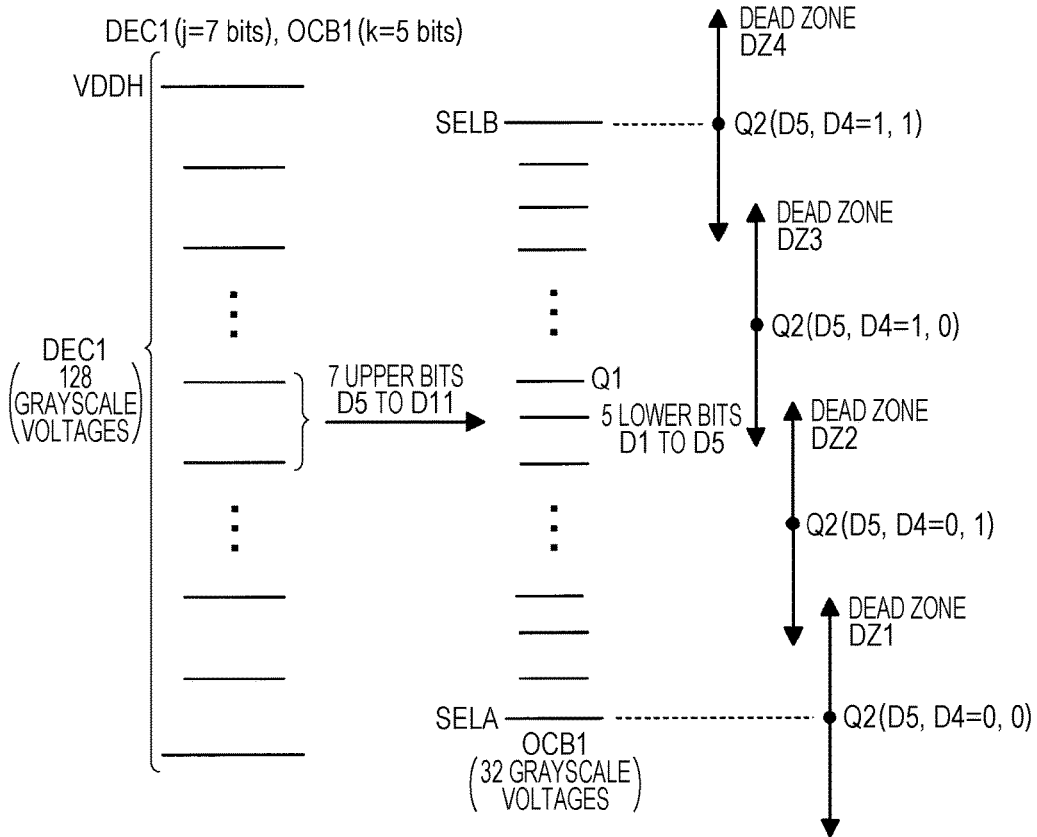 DEC1(j=7 bits), OCB1(k=5 bits)
VDDH
DEC1
128
GRAYSCALE
VOLTAGES
7 UPPER BITS
D5 TO D11
SELB
Q1
5 LOWER BITS
D1 TO D5
SELA
OCB1
(32 GRAYSCALE
VOLTAGES)
DEAD ZONE
DZ4
Q2(D5, D4=1, 1)
DEAD ZONE
DZ3
Q2(D5, D4=1, 0)
DEAD ZONE
DZ2
Q2(D5, D4=0, 1)
DEAD ZONE
DZ1
Q2(D5, D4=0, 0)